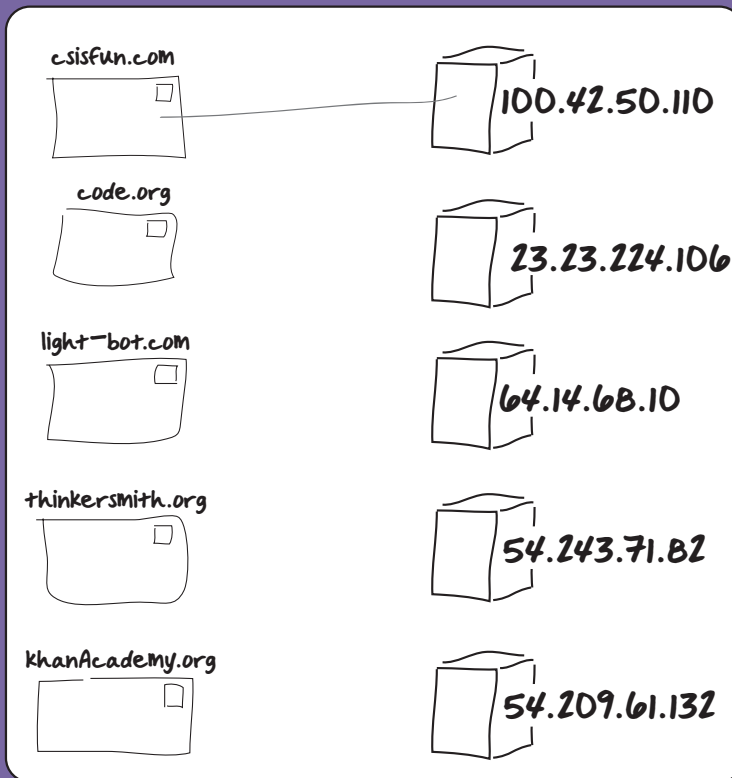 csisfun.com
100.42.50.110
code.org
23.23.224.106
light-bot.com
64.14.68.10
thinkersmith.org
54.243.71.82
khanAcademy.org
54.209.61.132